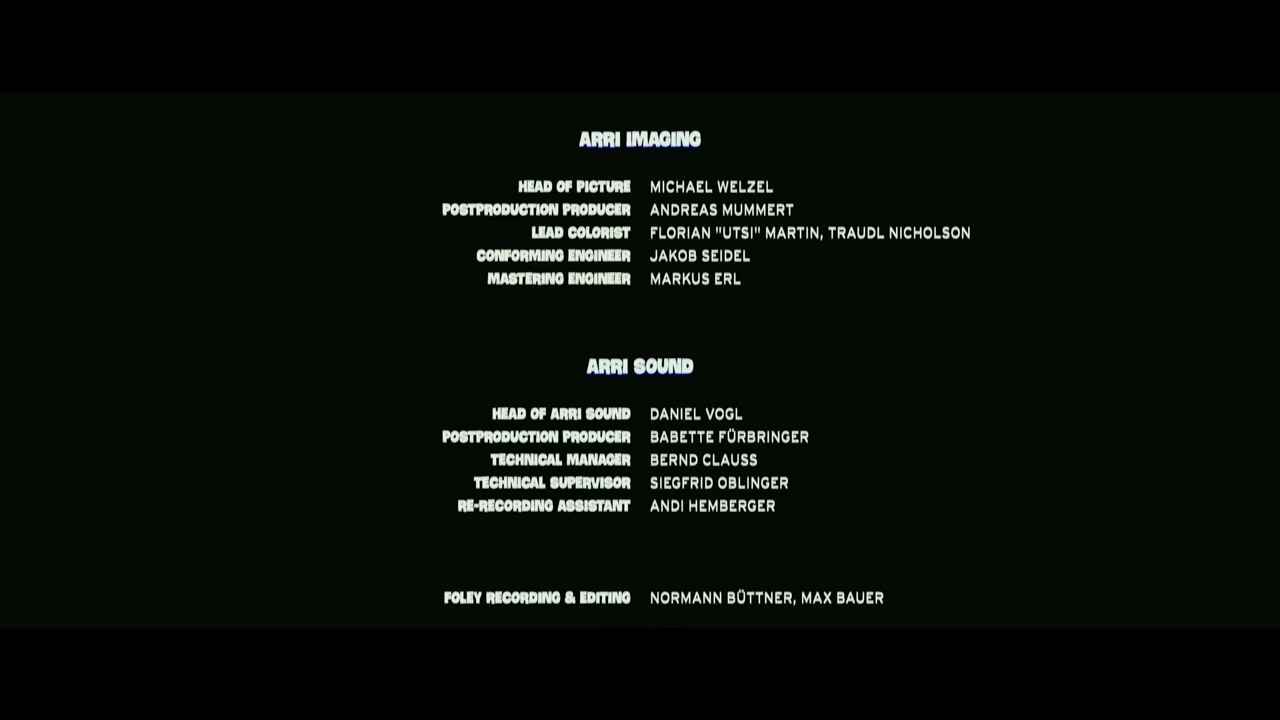 ARRI IMAGING
HEAD OF PICTURE MICHAEL WELZEL
POSTPRODUCTION PRODUCER ANDREAS MUMMERT
LEAD COLORIST FLORIAN "UTSI" MARTIN, TRAUDL NICHOLSON
CONFORMING ENGINEER JAKOB SEIDEL
MASTERING ENGINEER MARKUS ERL
ARRI SOUND
HEAD OF ARRI SOUND DANIEL VOGL
POSTPRODUCTION PRODUCER BABETTE FÜRBRINGER
TECHNICAL MANAGER BERND CLAUSS
TECHNICAL SUPERVISOR SIEGFRID OBLINGER
RE-RECORDING ASSISTANT ANDI HEMBERGER
FOLEY RECORDING & EDITING NORMANN BÜTTNER, MAX BAUER